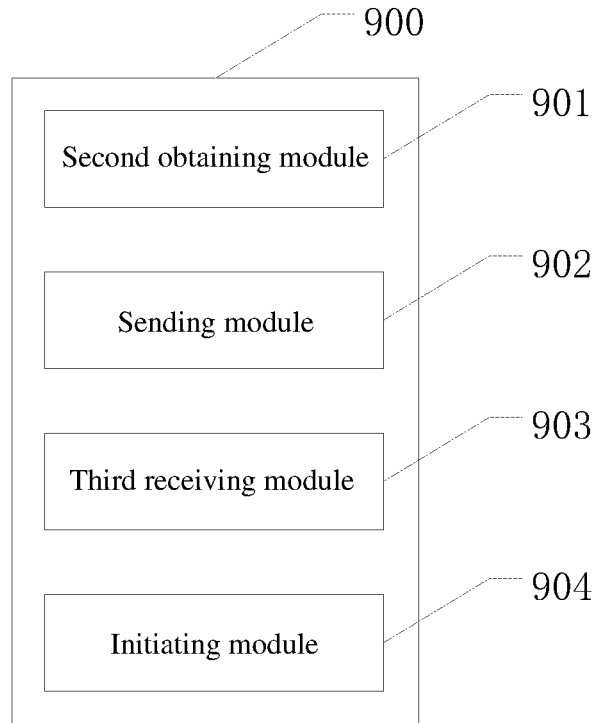 900
901
Second obtaining module
902
Sending module
903
Third receiving module
904
Initiating module